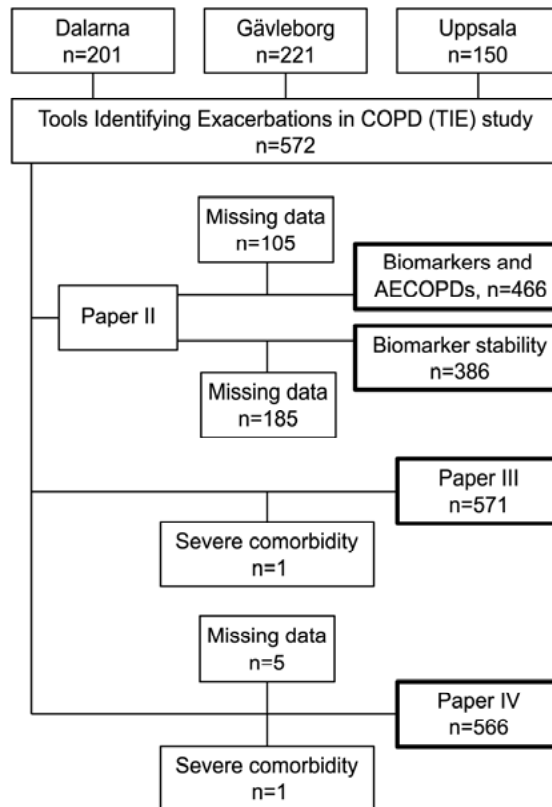 Dalarna
n=201
Gävleborg
n=221
Uppsala
n=150
Tools Identifying Exacerbations in COPD (TIE) study
n=572
Missing data
n=105
Biomarkers and
AECOPDs, n=466
Paper II
Biomarker stability
n=386
Missing data
n=185
Paper III
n=571
Severe comorbidity
n=1
Missing data
n=5
Paper IV
n=566
Severe comorbidity
n=1